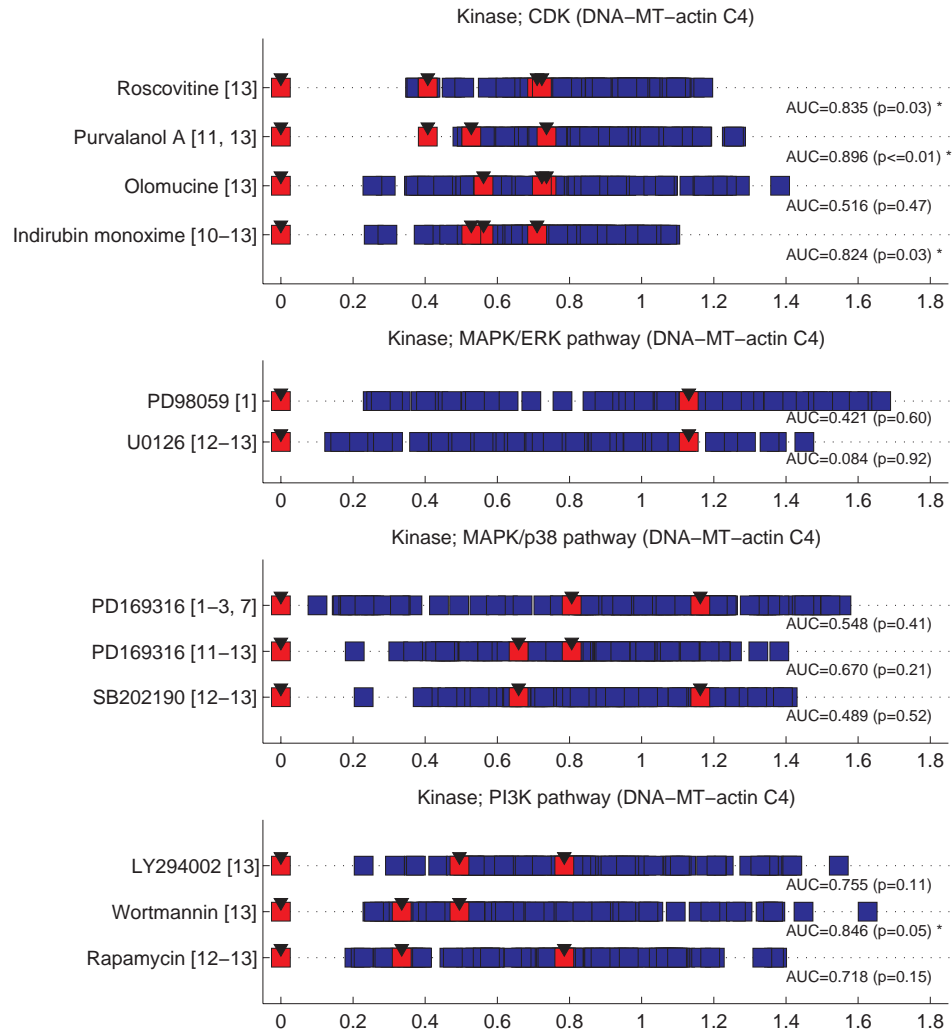 Kinase; CDK (DNA−MT−actin C4)
Roscovitine [13]
AUC=0.835 (p=0.03) *
Purvalanol A [11, 13]
AUC=0.896 (p<=0.01) *
Olomucine [13]
AUC=0.516 (p=0.47)
Indirubin monoxime [10−13]
AUC=0.824 (p=0.03) *
0 0.2 0.4 0.6 0.8 1 1.2 1.4 1.6 1.8
Kinase; MAPK/ERK pathway (DNA−MT−actin C4)
PD98059 [1]
AUC=0.421 (p=0.60)
U0126 [12−13]
AUC=0.084 (p=0.92)
0 0.2 0.4 0.6 0.8 1 1.2 1.4 1.6 1.8
Kinase; MAPK/p38 pathway (DNA−MT−actin C4)
PD169316 [1−3, 7]
AUC=0.548 (p=0.41)
PD169316 [11−13]
AUC=0.670 (p=0.21)
SB202190 [12−13]
AUC=0.489 (p=0.52)
0 0.2 0.4 0.6 0.8 1 1.2 1.4 1.6 1.8
Kinase; PI3K pathway (DNA−MT−actin C4)
LY294002 [13]
AUC=0.755 (p=0.11)
Wortmannin [13]
AUC=0.846 (p=0.05) *
Rapamycin [12−13]
AUC=0.718 (p=0.15)
0 0.2 0.4 0.6 0.8 1 1.2 1.4 1.6 1.8